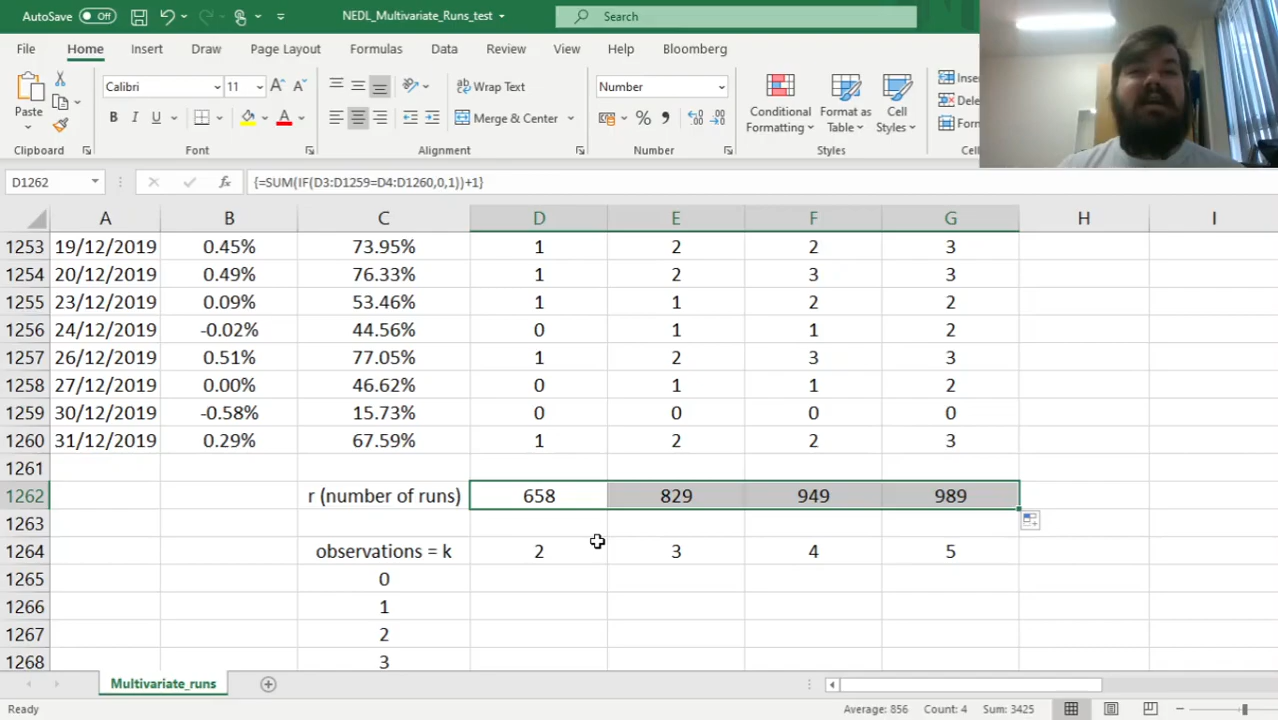 AutoSave Off NEDL_Multivariate_Runs_test Search
File Home Insert Draw Page Layout Formulas Data Review View Help Bloomberg
Calibri 11 Wrap Text Number
Paste Merge & Center Conditional Formatting Format as Table Cell Styles Inse Dele Forn
Clipboard Font Alignment Number Styles Cel
D1262 {=SUM(IF(D3:D1259=D4:D1260,0,1))+1}
A B C D E F G H I
1253 19/12/2019 0.45% 73.95% 1 2 2 3
1254 20/12/2019 0.49% 76.33% 1 2 3 3
1255 23/12/2019 0.09% 53.46% 1 1 2 2
1256 24/12/2019 -0.02% 44.56% 0 1 1 2
1257 26/12/2019 0.51% 77.05% 1 2 3 3
1258 27/12/2019 0.00% 46.62% 0 1 1 2
1259 30/12/2019 -0.58% 15.73% 0 0 0 0
1260 31/12/2019 0.29% 67.59% 1 2 2 3
1261
1262 r (number of runs) 658 829 949 989
1263
1264 observations = k 2 3 4 5
1265 0
1266 1
1267 2
1268 3
Multivariate_runs
Ready Average: 856 Count: 4 Sum: 3425